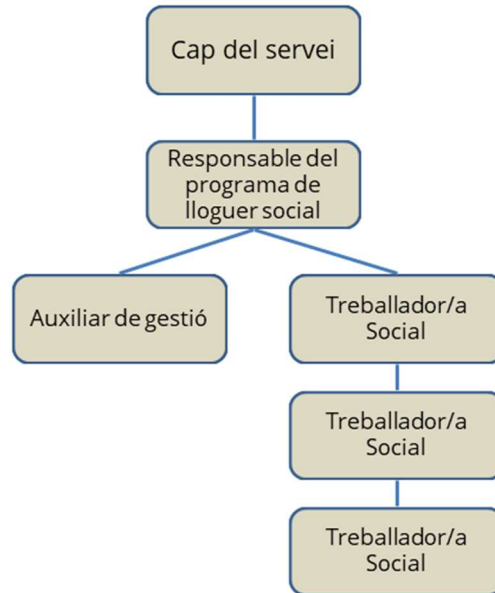 Cap del servei
Responsable del
programa de
lloguer social
Auxiliar de gestió
Treballador/a
Social
Treballador/a
Social
Treballador/a
Social